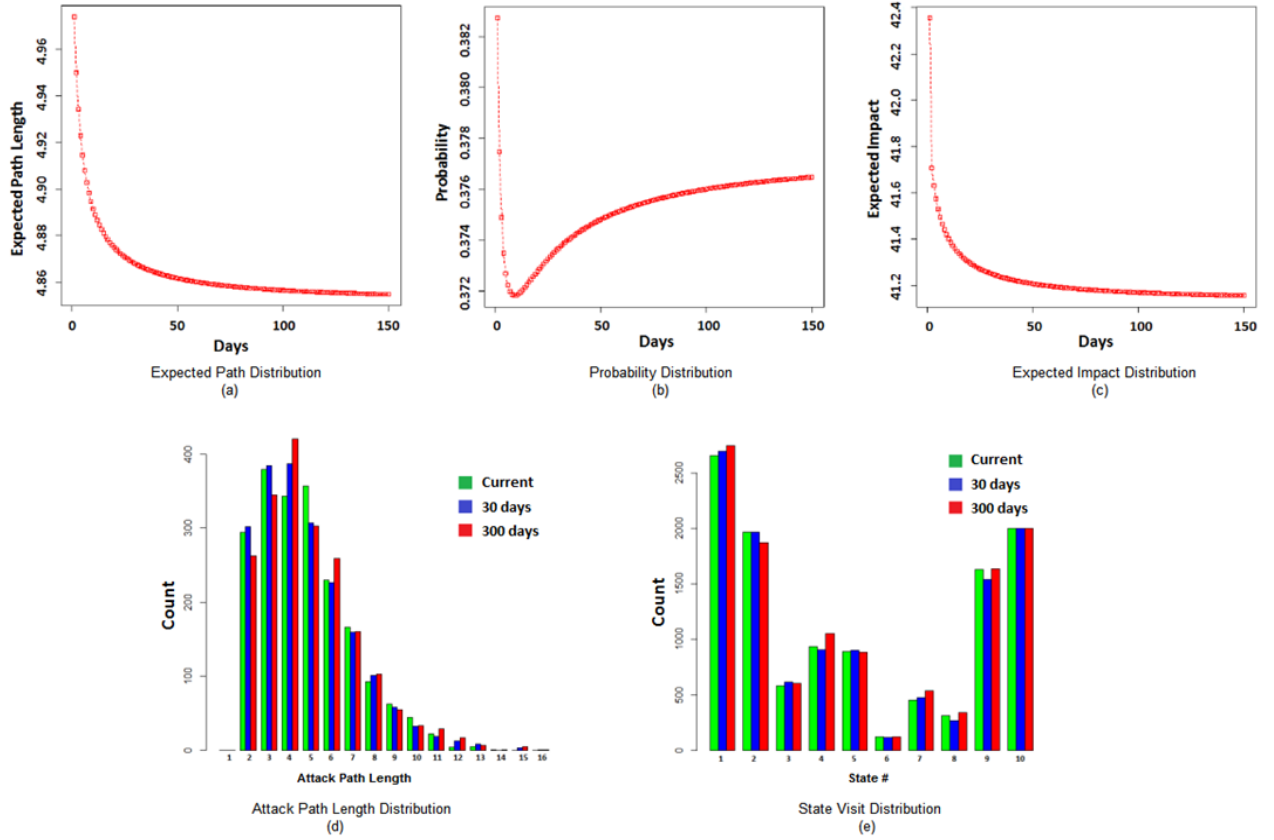 Expected Path Length
4.96
4.94
4.92
4.90
4.88
4.86
0
50
100
150
Days
Expected Path Distribution
(a)
Probability
0.382
0.380
0.378
0.376
0.374
0.372
0
50
100
150
Days
Probability Distribution
(b)
Expected Impact
42.4
42.2
42.0
41.8
41.6
41.4
41.2
0
50
100
150
Days
Expected Impact Distribution
(c)
Count
400
300
200
100
0
Current
30 days
300 days
1 2 3 4 5 6 7 8 9 10 11 12 13 14 15 16
Attack Path Length
Attack Path Length Distribution
(d)
Count
2500
2000
1500
1000
500
0
Current
30 days
300 days
1 2 3 4 5 6 7 8 9 10
State #
State Visit Distribution
(e)